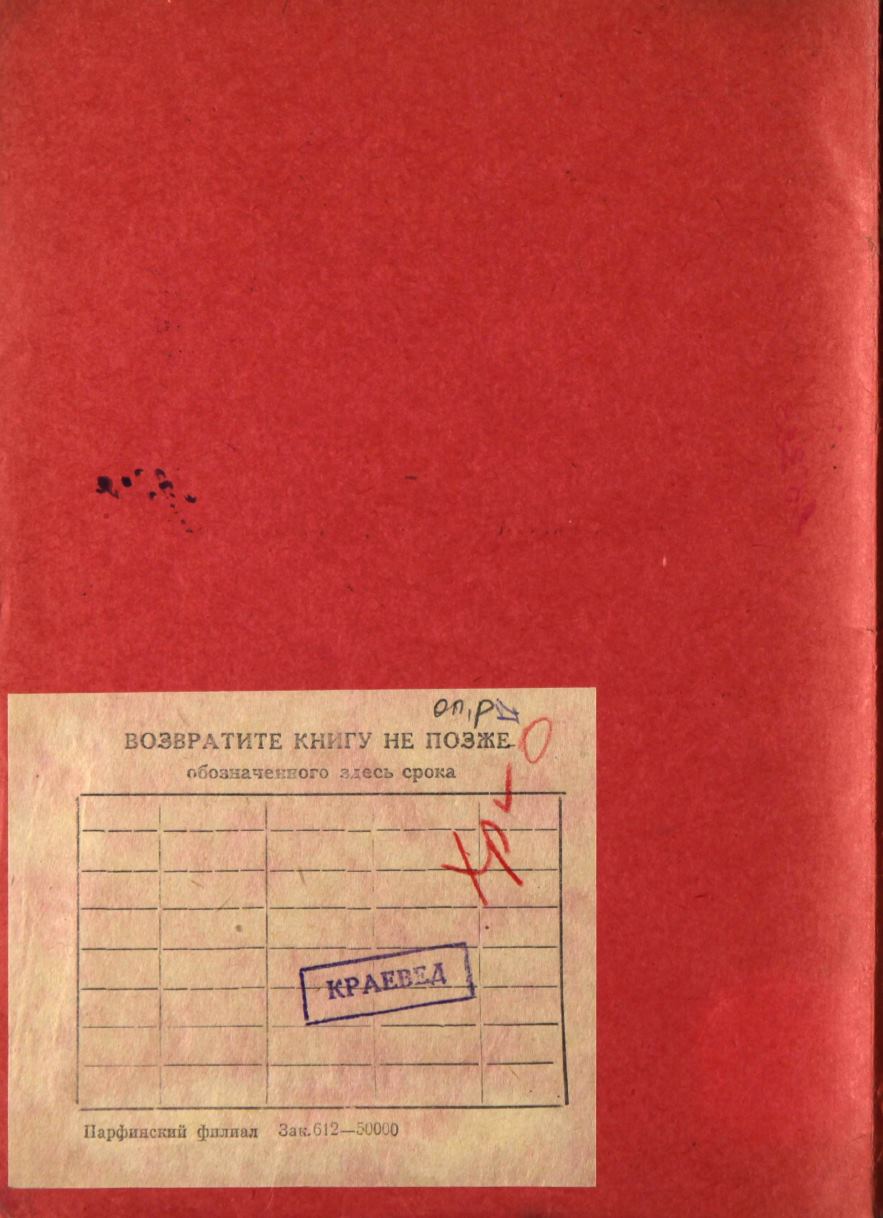 ВОЗВРАТИТЕ КНИГУ НЕ ПОЗЖЕ
обозначенного здесь срока
КРАЕВЕД
Парфинский филиал Зак.612—50000